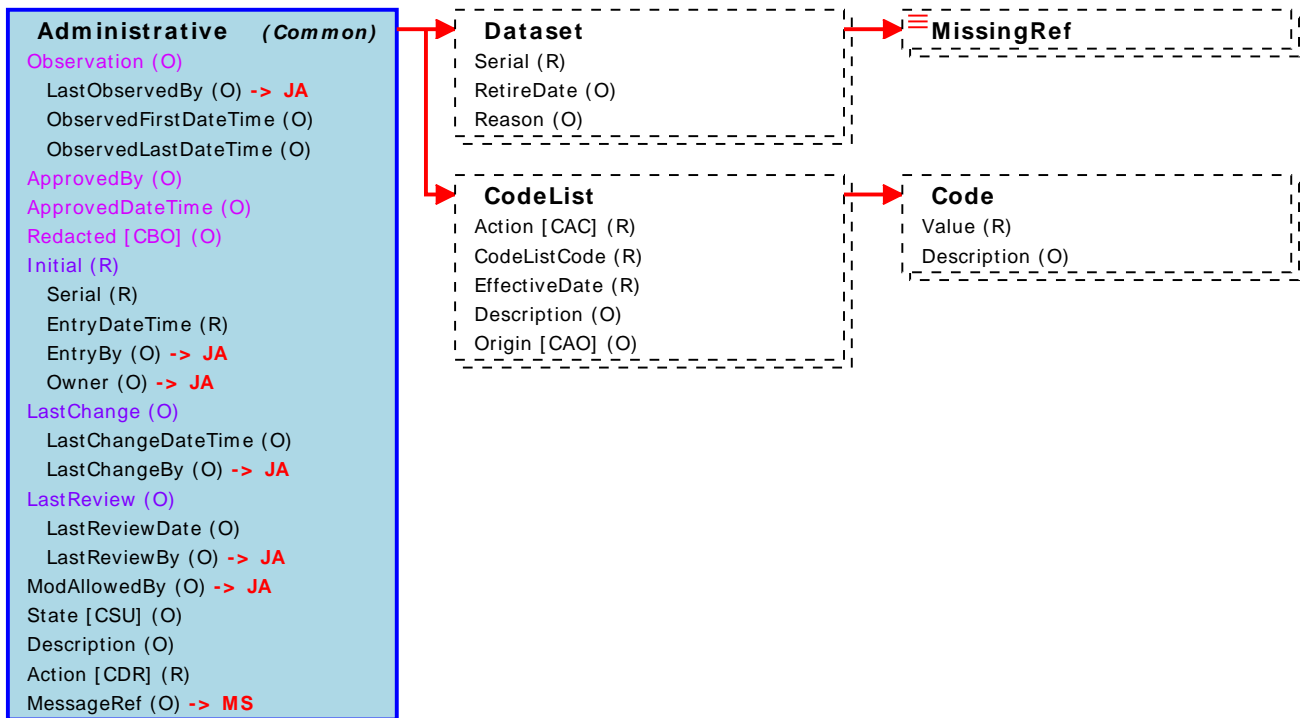 Administrative (Common)
Observation (O)
LastObservedBy (O) -> JA
ObservedFirstDateTime (O)
ObservedLastDateTime (O)
ApprovedBy (O)
ApprovedDateTime (O)
Redacted [CBO] (O)
Initial (R)
Serial (R)
EntryDateTime (R)
EntryBy (O) -> JA
Owner (O) -> JA
LastChange (O)
LastChangeDateTime (O)
LastChangeBy (O) -> JA
LastReview (O)
LastReviewDate (O)
LastReviewBy (O) -> JA
ModAllowedBy (O) -> JA
State [CSU] (O)
Description (O)
Action [CDR] (R)
MessageRef (O) -> MS
Dataset
Serial (R)
RetireDate (O)
Reason (O)
MissingRef
CodeList
Action [CAC] (R)
CodeListCode (R)
EffectiveDate (R)
Description (O)
Origin [CAO] (O)
Code
Value (R)
Description (O)